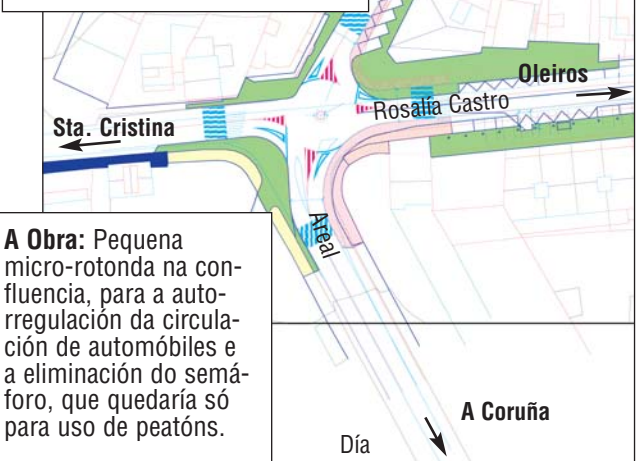 Oleiros
Rosalía Castro
Sta. Cristina
Areal
A Obra: Pequena
micro-rotonda na con-
fluencia, para a auto-
rregulación da circula-
ción de automóbiles e
a eliminación do semá-
foro, que quedaría só
para uso de peatóns.
A Coruña
Día